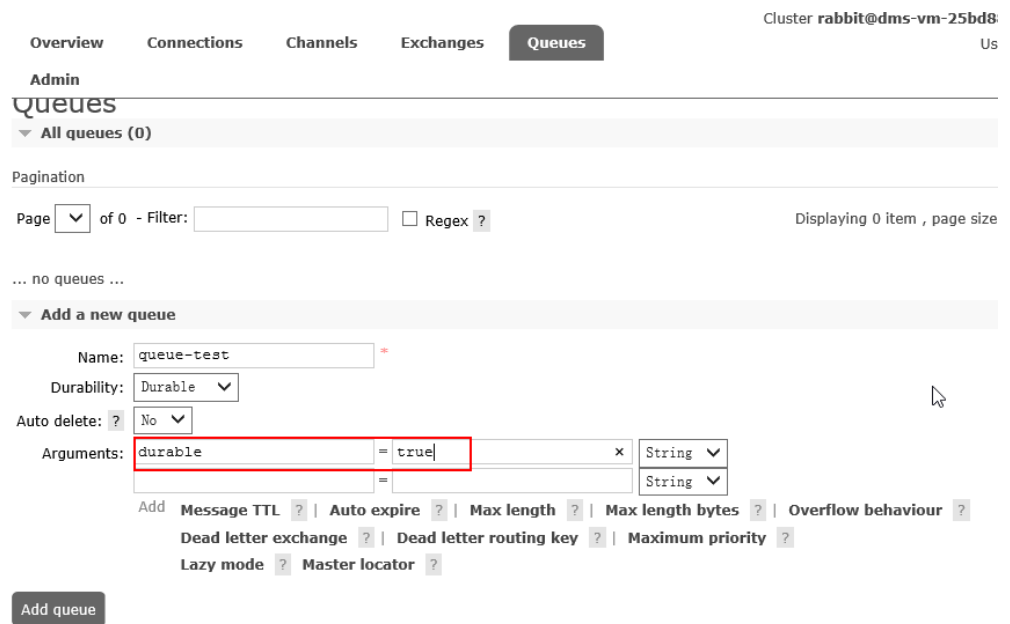 Cluster rabbit@dms-vm-25bd8
Overview Connections Channels Exchanges Queues Us
Admin
Queues
All queues (0)
Pagination
Page of 0 - Filter: Regex ? Displaying 0 item , page size
... no queues ...
Add a new queue
Name: queue-test *
Durability: Durable
Auto delete: ? No
Arguments: durable = true × String
= String
Add Message TTL ? | Auto expire ? | Max length ? | Max length bytes ? | Overflow behaviour ?
Dead letter exchange ? | Dead letter routing key ? | Maximum priority ?
Lazy mode ? Master locator ?
Add queue